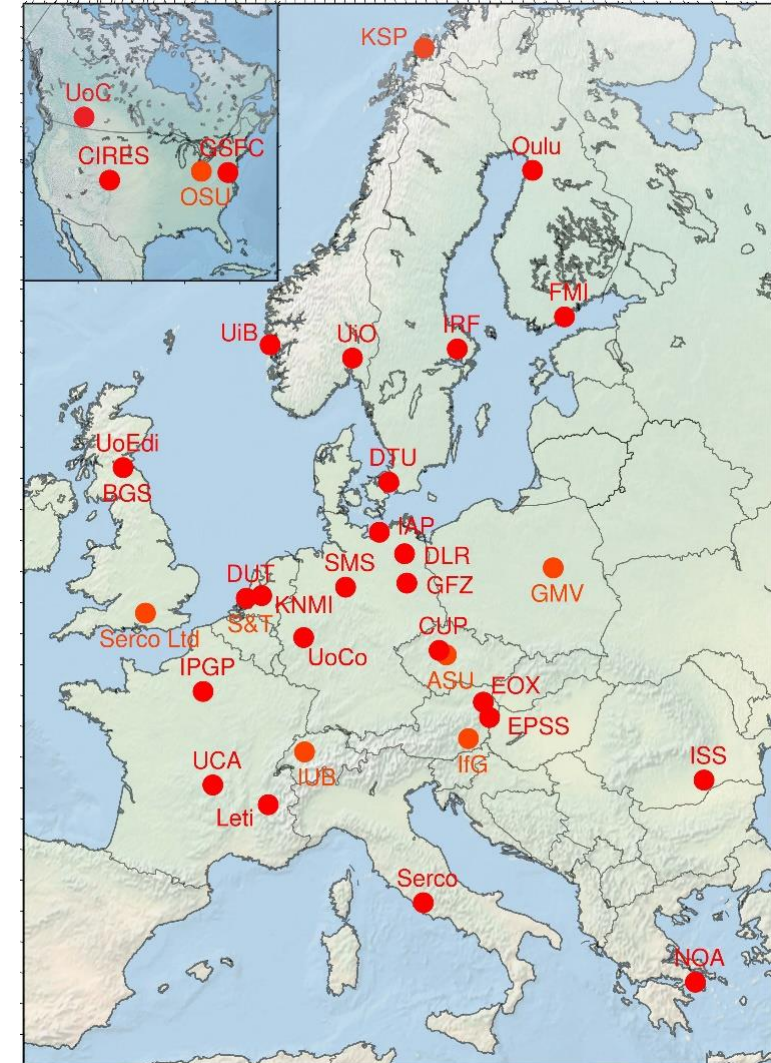 KSP
UoC
CIRES
GSFC
OSU
Oulu
FMI
UiB
UiO
IRF
UoEdi
BGS
DTU
IAP
DLR
GFZ
SMS
DUT
KNMI
S&T
GMV
Serco Ltd
UoCo
CUP
ASU
IPGP
EOX
EPSS
IfG
IUB
UCA
Leti
ISS
Serco
NOA